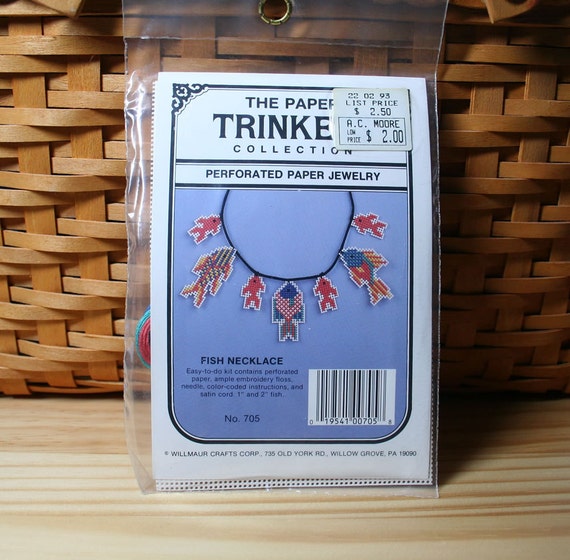 22 02 93
LIST PRICE
$ 2.50
A.C. MOORE
LOW PRICE $ 2.00
THE PAPER
TRINKE
COLLECTION
PERFORATED PAPER JEWELRY
FISH NECKLACE
Easy-to-do kit contains perforated
paper, ample embroidery floss,
needle, color-coded instructions, and
satin cord. 1" and 2" fish.
No. 705
0 19541 00705 8
© WILLMAUR CRAFTS CORP., 735 OLD YORK RD., WILLOW GROVE, PA 19090